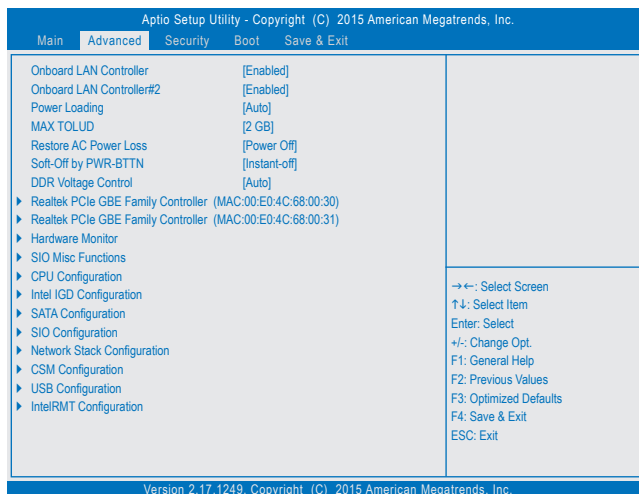 Aptio Setup Utility - Copyright (C) 2015 American Megatrends, Inc.
Main Advanced Security Boot Save & Exit
Onboard LAN Controller [Enabled]
Onboard LAN Controller#2 [Enabled]
Power Loading [Auto]
MAX TOLUD [2 GB]
Restore AC Power Loss [Power Off]
Soft-Off by PWR-BTTN [Instant-off]
DDR Voltage Control [Auto]
Realtek PCIe GBE Family Controller (MAC:00:E0:4C:68:00:30)
Realtek PCIe GBE Family Controller (MAC:00:E0:4C:68:00:31)
Hardware Monitor
SIO Misc Functions
CPU Configuration
Intel IGD Configuration
SATA Configuration
SIO Configuration
Network Stack Configuration
CSM Configuration
USB Configuration
IntelRMT Configuration
→←: Select Screen
↑↓: Select Item
Enter: Select
+/-: Change Opt.
F1: General Help
F2: Previous Values
F3: Optimized Defaults
F4: Save & Exit
ESC: Exit
Version 2.17.1249. Copyright (C) 2015 American Megatrends, Inc.